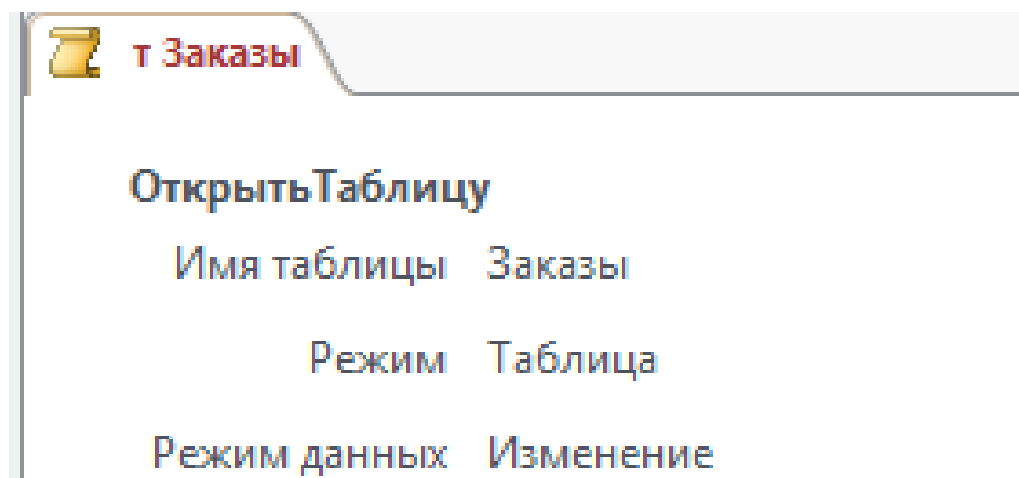 т Заказы
ОткрытьТаблицу
Имя таблицы Заказы
Режим Таблица
Режим данных Изменение